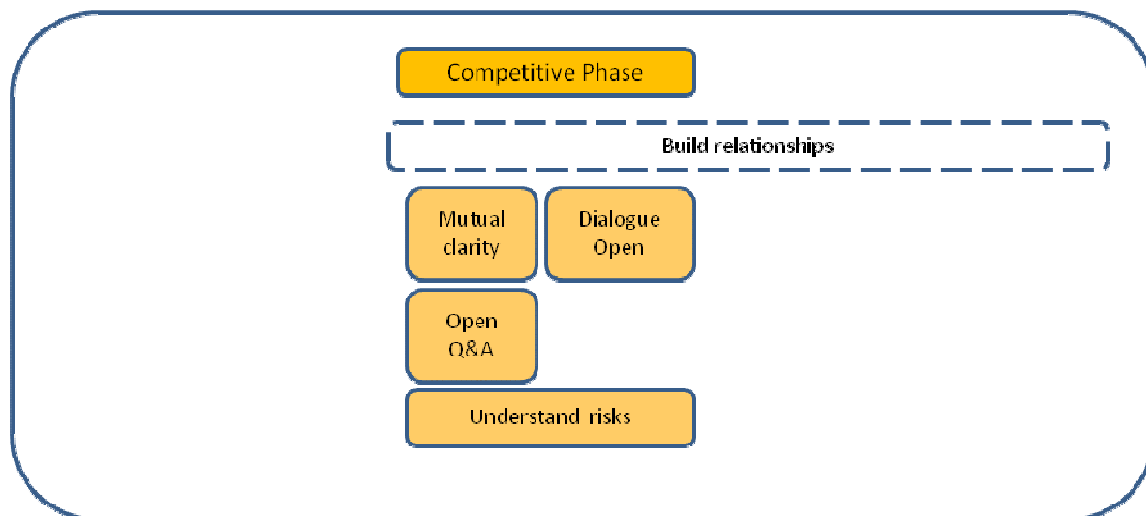 Competitive Phase
Build relationships
Mutual
clarity
Dialogue
Open
Open
Q&A
Understand risks